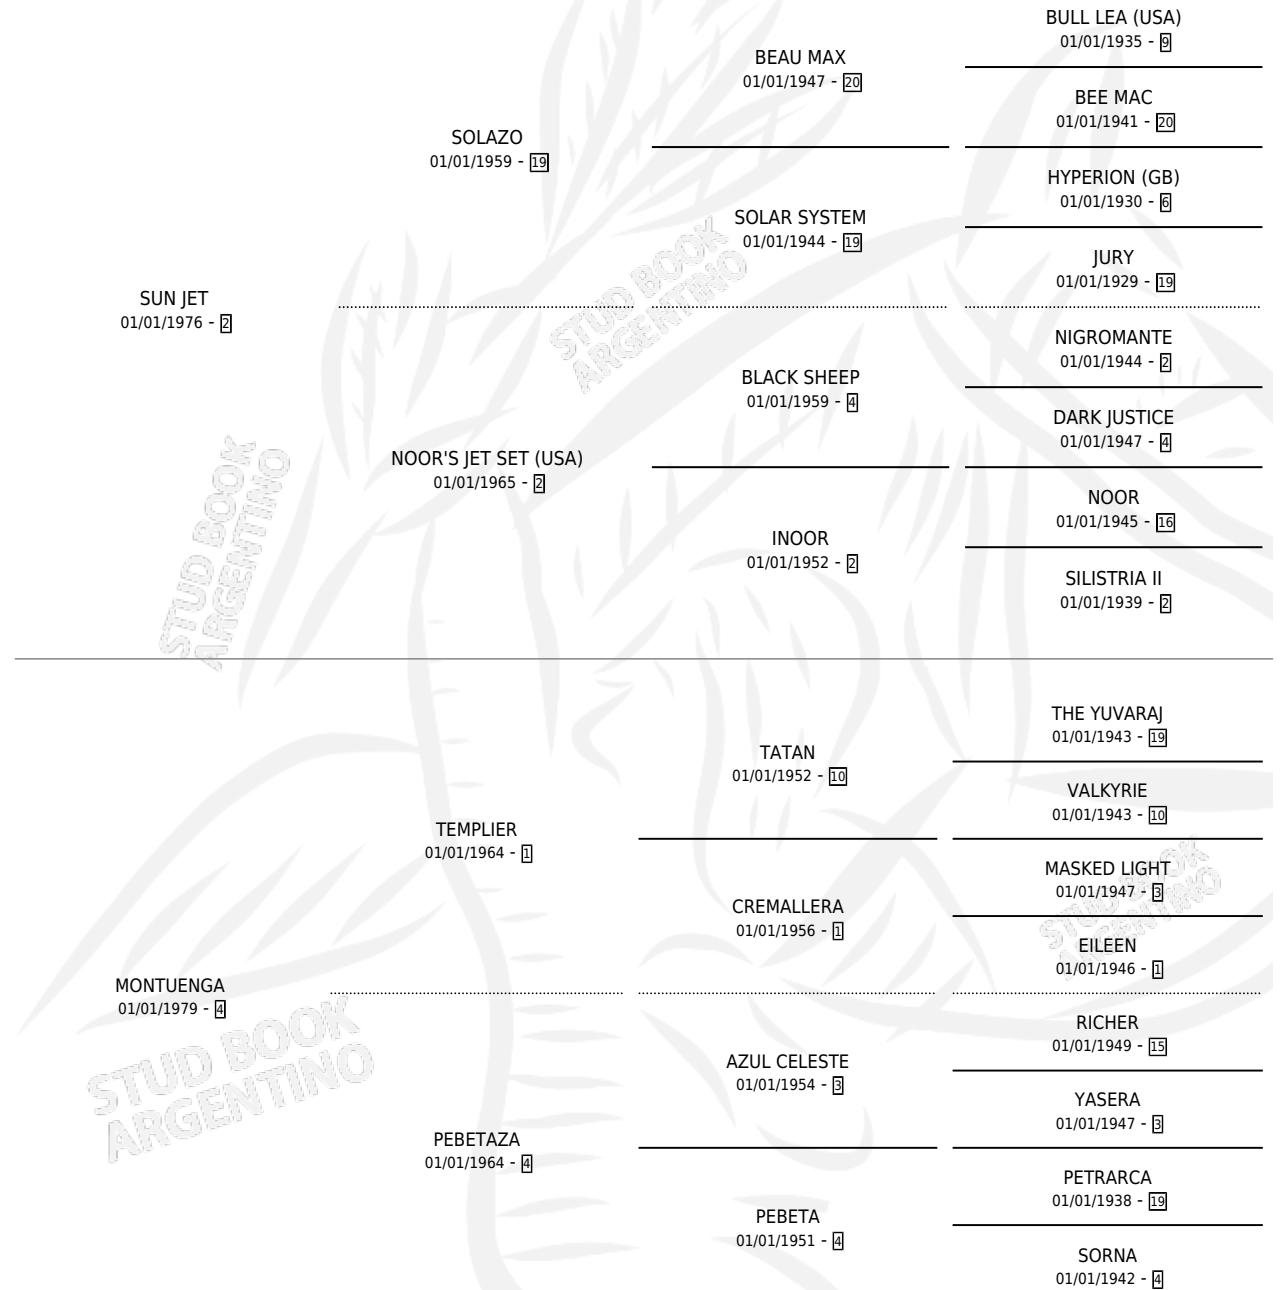 BULL LEA (USA)
01/01/1935 - 9
BEAU MAX
01/01/1947 - 20
BEE MAC
01/01/1941 - 20
SOLAZO
01/01/1959 - 19
HYPERION (GB)
01/01/1930 - 6
SOLAR SYSTEM
01/01/1944 - 19
JURY
01/01/1929 - 19
SUN JET
01/01/1976 - 2
NIGROMANTE
01/01/1944 - 2
BLACK SHEEP
01/01/1959 - 4
DARK JUSTICE
01/01/1947 - 4
NOOR'S JET SET (USA)
01/01/1965 - 2
NOOR
01/01/1945 - 16
INOOR
01/01/1952 - 2
SILISTRIA II
01/01/1939 - 2
THE YUVARAJ
01/01/1943 - 19
TATAN
01/01/1952 - 10
VALKYRIE
01/01/1943 - 10
TEMPLIER
01/01/1964 - 1
MASKED LIGHT
01/01/1947 - 3
CREMALLERA
01/01/1956 - 1
EILEEN
01/01/1946 - 1
MONTUENGA
01/01/1979 - 4
RICHER
01/01/1949 - 15
AZUL CELESTE
01/01/1954 - 3
YASERA
01/01/1947 - 3
PEBETAZA
01/01/1964 - 4
PETRARCA
01/01/1938 - 19
PEBETA
01/01/1951 - 4
SORNA
01/01/1942 - 4
STUD BOOK
ARGENTINO
STUD BOOK
ARGENTINO
STUD BOOK
ARGENTINO
STUD BOOK
ARGENTINO